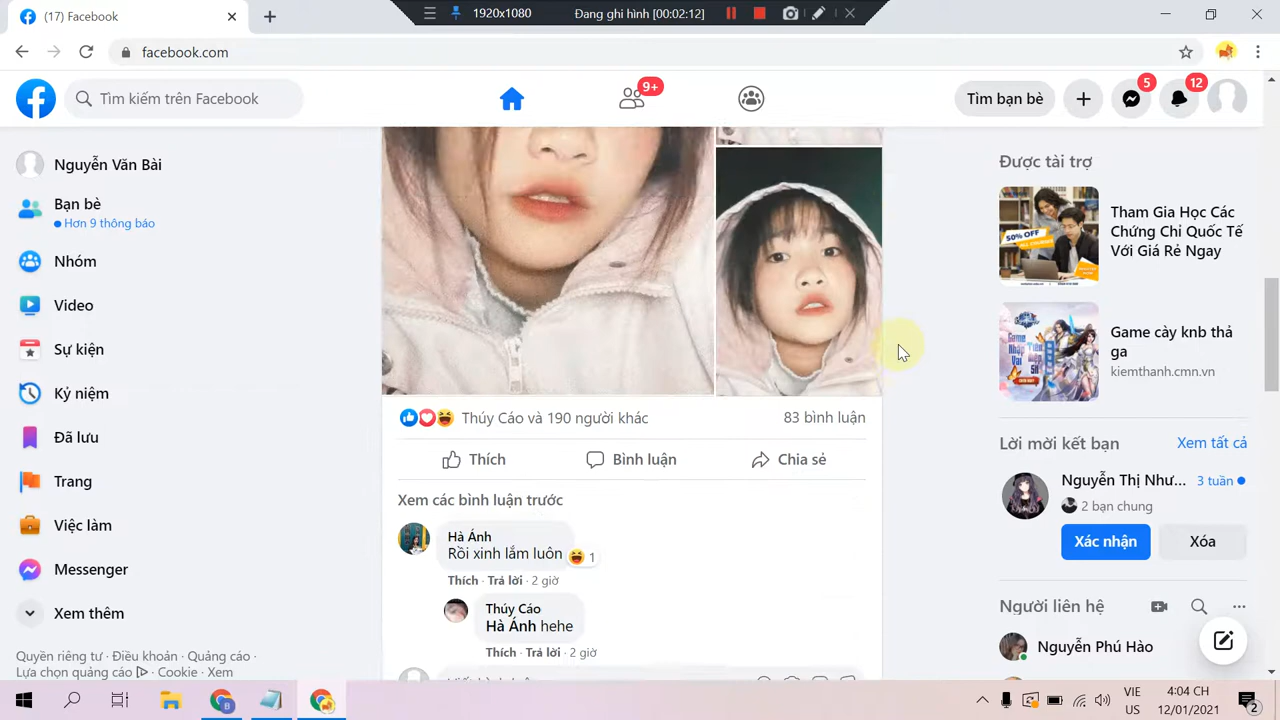 (17) Facebook
1920x1080
Đang ghi hình [00:02:12]
facebook.com
Tìm kiếm trên Facebook
9+
Tìm bạn bè
5
12
Nguyễn Văn Bài
Bạn bè
Hơn 9 thông báo
Nhóm
Video
Sự kiện
Kỷ niệm
Đã lưu
Trang
Việc làm
Messenger
Xem thêm
Quyền riêng tư · Điều khoản · Quảng cáo ·
Lựa chọn quảng cáo · Cookie · Xem
Thúy Cáo và 190 người khác
83 bình luận
Thích
Bình luận
Chia sẻ
Xem các bình luận trước
Hà Ánh
Rồi xinh lắm luôn
1
Thích · Trả lời · 2 giờ
Thúy Cáo
Hà Ánh hehe
Thích · Trả lời · 2 giờ
Được tài trợ
50% OFF
Tham Gia Học Các
Chứng Chỉ Quốc Tế
Với Giá Rẻ Ngay
Game cày knb thả
ga
kiemthanh.cmn.vn
Lời mời kết bạn
Xem tất cả
Nguyễn Thị Như...
3 tuần
2 bạn chung
Xác nhận
Xóa
Người liên hệ
Nguyễn Phú Hào
VIE
US
4:04 CH
12/01/2021
2